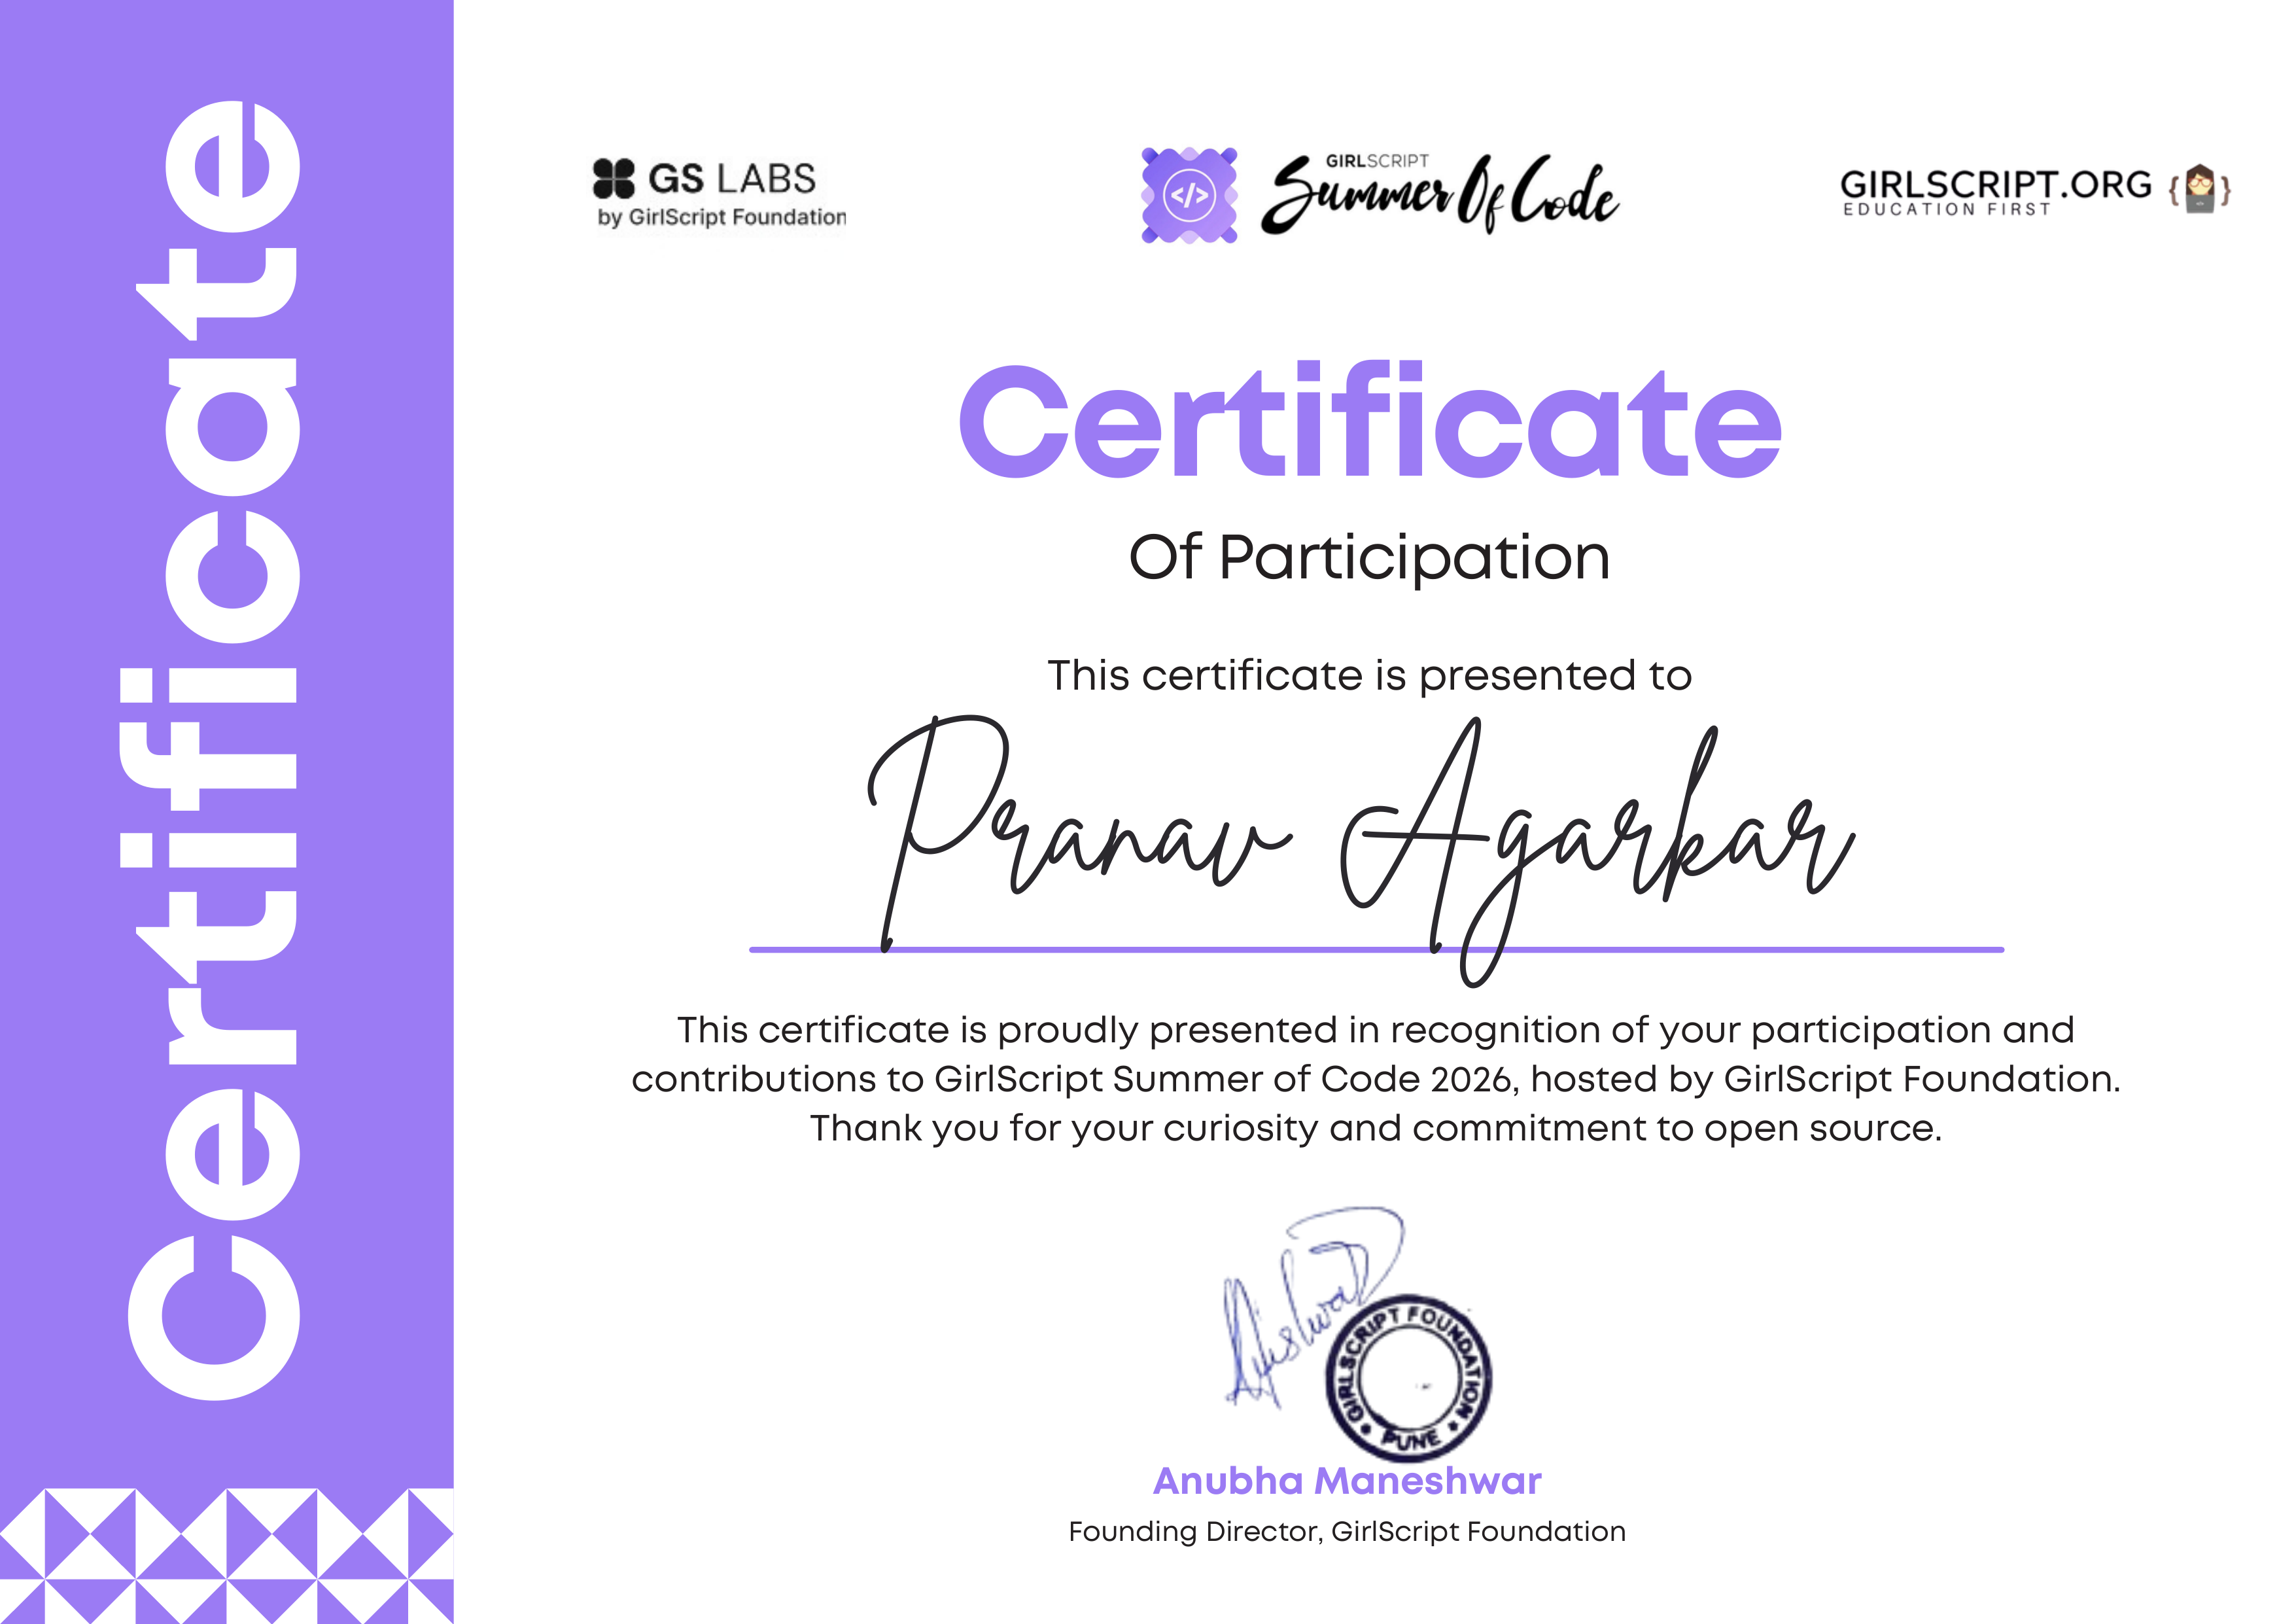 Certificate
GS LABS
by GirlScript Foundation
</>
GIRLSCRIPT
Summer Of Code
GIRLSCRIPT.ORG
EDUCATION FIRST
Certificate
Of Participation
This certificate is presented to
Pranav Agarkar
This certificate is proudly presented in recognition of your participation and
contributions to GirlScript Summer of Code 2026, hosted by GirlScript Foundation.
Thank you for your curiosity and commitment to open source.
GIRLSCRIPT FOUNDATION
PUNE
Anubha Maneshwar
Founding Director, GirlScript Foundation